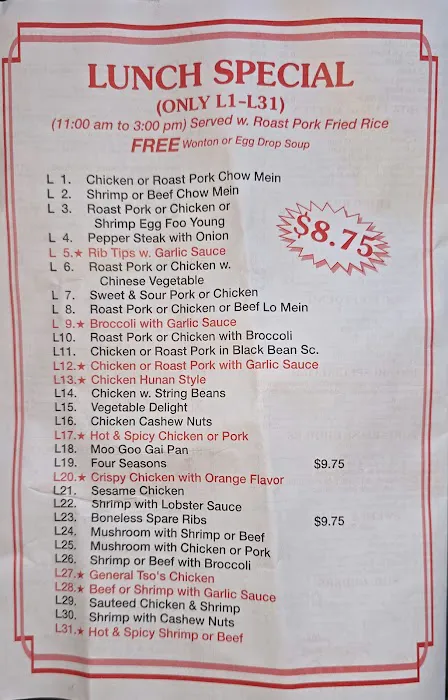 LUNCH SPECIAL
(ONLY L1-L31)
(11:00 am to 3:00 pm) Served w. Roast Pork Fried Rice
FREE Wonton or Egg Drop Soup
$8.75
L 1. Chicken or Roast Pork Chow Mein
L 2. Shrimp or Beef Chow Mein
L 3. Roast Pork or Chicken or
Shrimp Egg Foo Young
L 4. Pepper Steak with Onion
L 5.★ Rib Tips w. Garlic Sauce
L 6. Roast Pork or Chicken w.
Chinese Vegetable
L 7. Sweet & Sour Pork or Chicken
L 8. Roast Pork or Chicken or Beef Lo Mein
L 9.★ Broccoli with Garlic Sauce
L10. Roast Pork or Chicken with Broccoli
L11. Chicken or Roast Pork in Black Bean Sc.
L12.★ Chicken or Roast Pork with Garlic Sauce
L13.★ Chicken Hunan Style
L14. Chicken w. String Beans
L15. Vegetable Delight
L16. Chicken Cashew Nuts
L17.★ Hot & Spicy Chicken or Pork
L18. Moo Goo Gai Pan
L19. Four Seasons $9.75
L20.★ Crispy Chicken with Orange Flavor
L21. Sesame Chicken
L22. Shrimp with Lobster Sauce
L23. Boneless Spare Ribs $9.75
L24. Mushroom with Shrimp or Beef
L25. Mushroom with Chicken or Pork
L26. Shrimp or Beef with Broccoli
L27.★ General Tso's Chicken
L28.★ Beef or Shrimp with Garlic Sauce
L29. Sauteed Chicken & Shrimp
L30. Shrimp with Cashew Nuts
L31.★ Hot & Spicy Shrimp or Beef